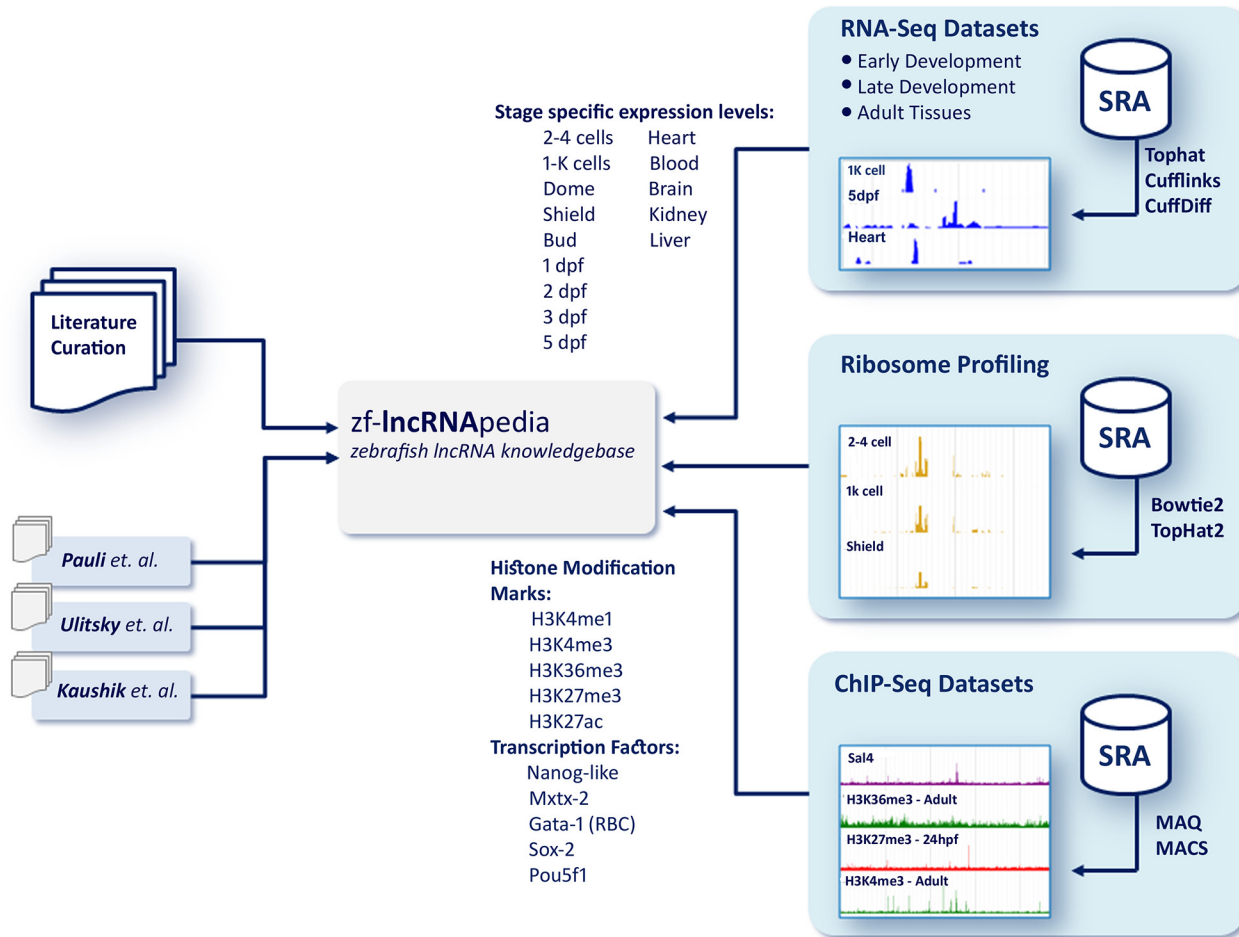 Literature
Curation
Pauli et. al.
Ulitsky et. al.
Kaushik et. al.
zf-lncRNApedia
zebrafish lncRNA knowledgebase
Stage specific expression levels:
2-4 cells Heart
1-K cells Blood
Dome Brain
Shield Kidney
Bud Liver
1 dpf
2 dpf
3 dpf
5 dpf
Histone Modification
Marks:
H3K4me1
H3K4me3
H3K36me3
H3K27me3
H3K27ac
Transcription Factors:
Nanog-like
Mxtx-2
Gata-1 (RBC)
Sox-2
Pou5f1
RNA-Seq Datasets
• Early Development
• Late Development
• Adult Tissues
SRA
Tophat
Cufflinks
CuffDiff
1K cell
5dpf
Heart
Ribosome Profiling
SRA
Bowtie2
TopHat2
2-4 cell
1k cell
Shield
ChIP-Seq Datasets
SRA
MAQ
MACS
Sal4
H3K36me3 - Adult
H3K27me3 - 24hpf
H3K4me3 - Adult